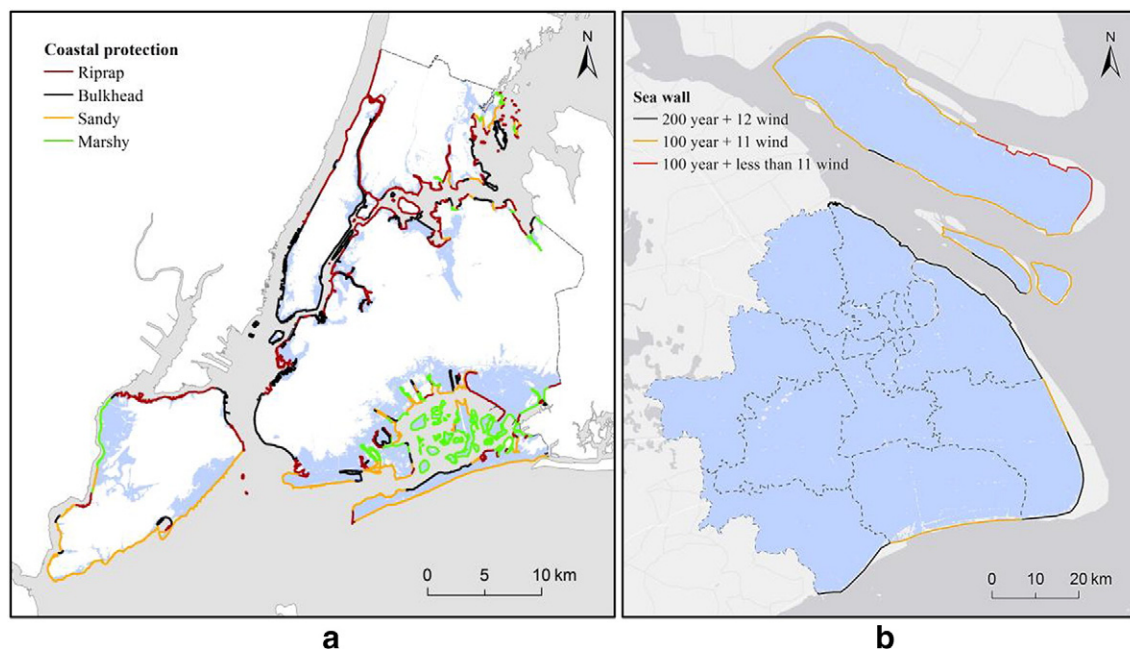 N
Coastal protection
Riprap
Bulkhead
Sandy
Marshy
0 5 10 km
a
N
Sea wall
200 year + 12 wind
100 year + 11 wind
100 year + less than 11 wind
0 10 20 km
b